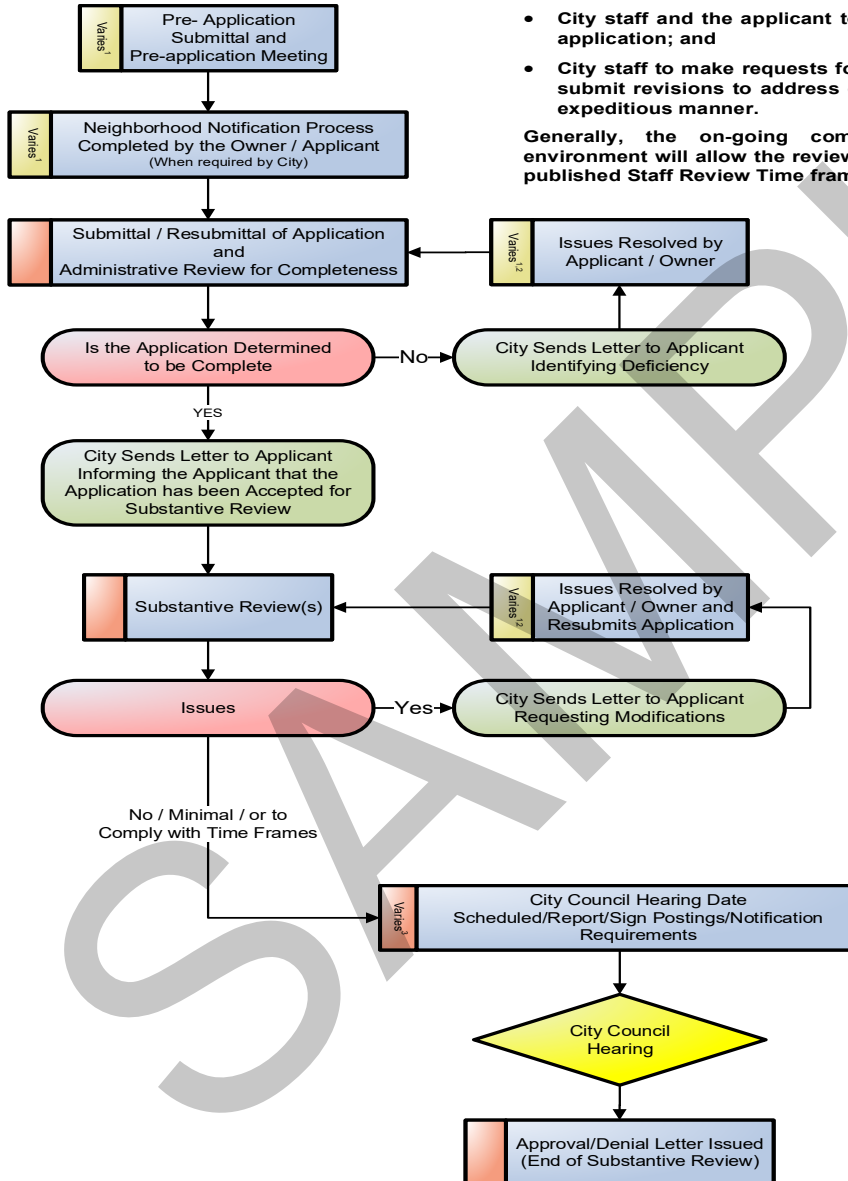 Pre- Application
Submittal and
Pre-application Meeting
Varies1
• City staff and the applicant
application; and
• City staff to make requests
submit revisions to address
expeditious manner.
Generally, the on-going
environment will allow the review
published Staff Review Time
Varies1
Neighborhood Notification Process
Completed by the Owner / Applicant
(When required by City)
Submittal / Resubmittal of Application
and
Administrative Review for Completeness
Varies1,2
Issues Resolved by
Applicant / Owner
Is the Application Determined
to be Complete
No
City Sends Letter to Applicant
Identifying Deficiency
YES
City Sends Letter to Applicant
Informing the Applicant that the
Application has been Accepted for
Substantive Review
Substantive Review(s)
Varies1,2
Issues Resolved by
Applicant / Owner and
Resubmits Application
Issues
Yes
City Sends Letter to Applicant
Requesting Modifications
No / Minimal / or to
Comply with Time Frames
Varies3
City Council Hearing Date
Scheduled/Report/Sign Postings/Notification
Requirements
City Council
Hearing
Approval/Denial Letter Issued
(End of Substantive Review)